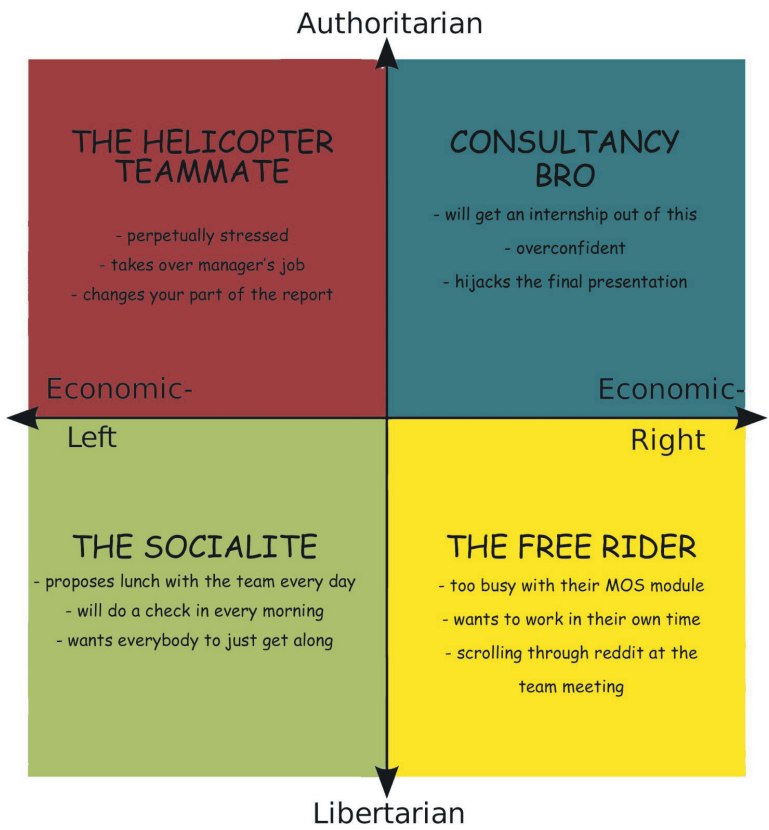 Authoritarian
THE HELICOPTER
TEAMMATE
- perpetually stressed
- takes over manager's job
- changes your part of the report
CONSULTANCY
BRO
- will get an internship out of this
- overconfident
- hijacks the final presentation
Economic-
Left
Economic-
Right
THE SOCIALITE
- proposes lunch with the team every day
- will do a check in every morning
- wants everybody to just get along
THE FREE RIDER
- too busy with their MOS module
- wants to work in their own time
- scrolling through reddit at the
team meeting
Libertarian